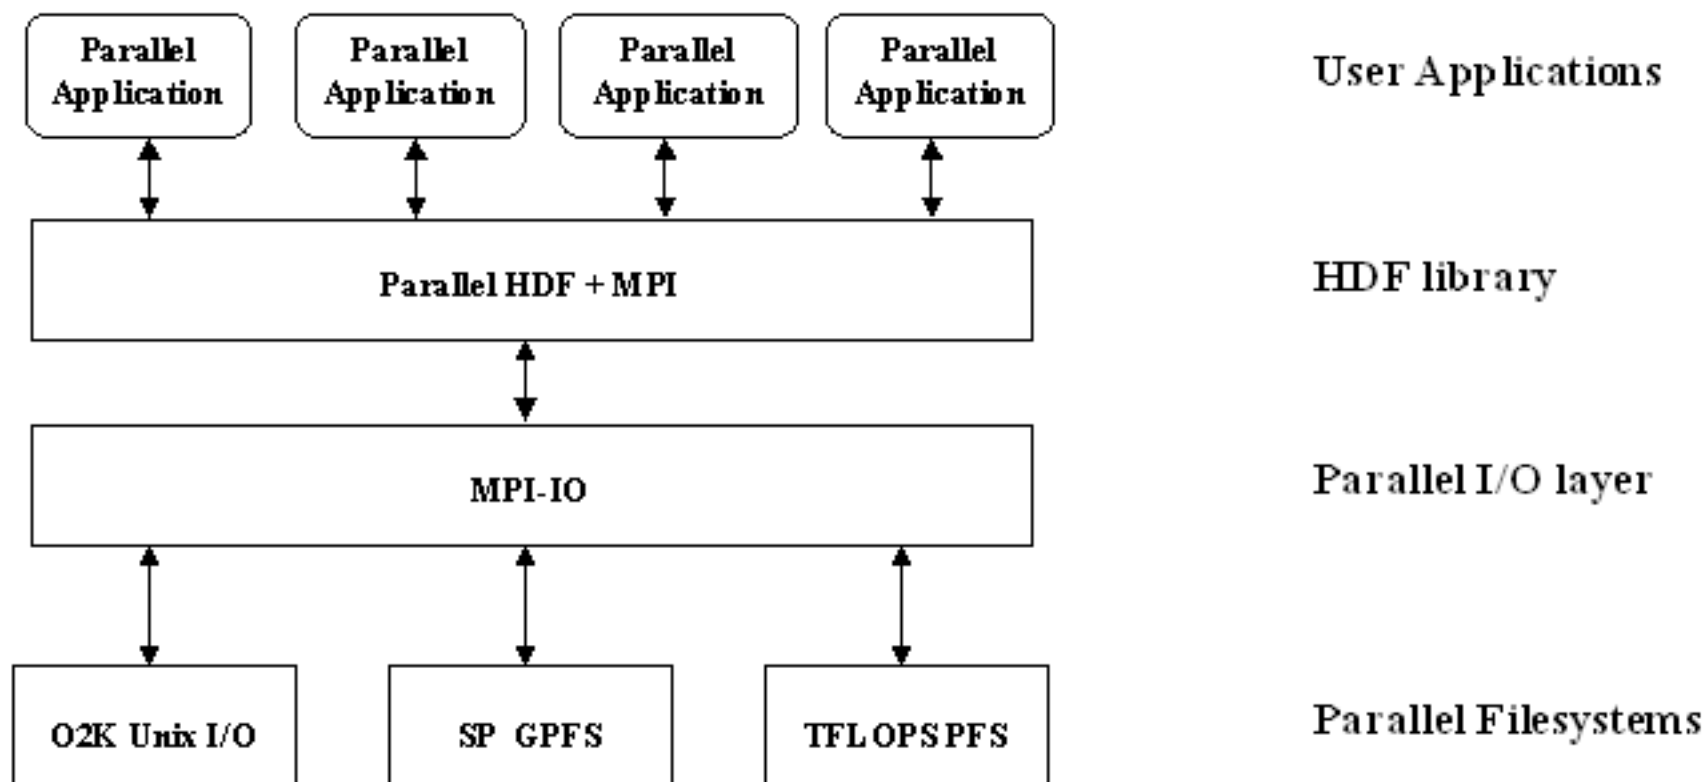 Parallel
Application
Parallel
Application
Parallel
Application
Parallel
Application
User Applications
Parallel HDF + MPI
HDF library
MPI-IO
Parallel I/O layer
O2K Unix I/O
SP GPFS
TFLOPS PFS
Parallel Filesystems